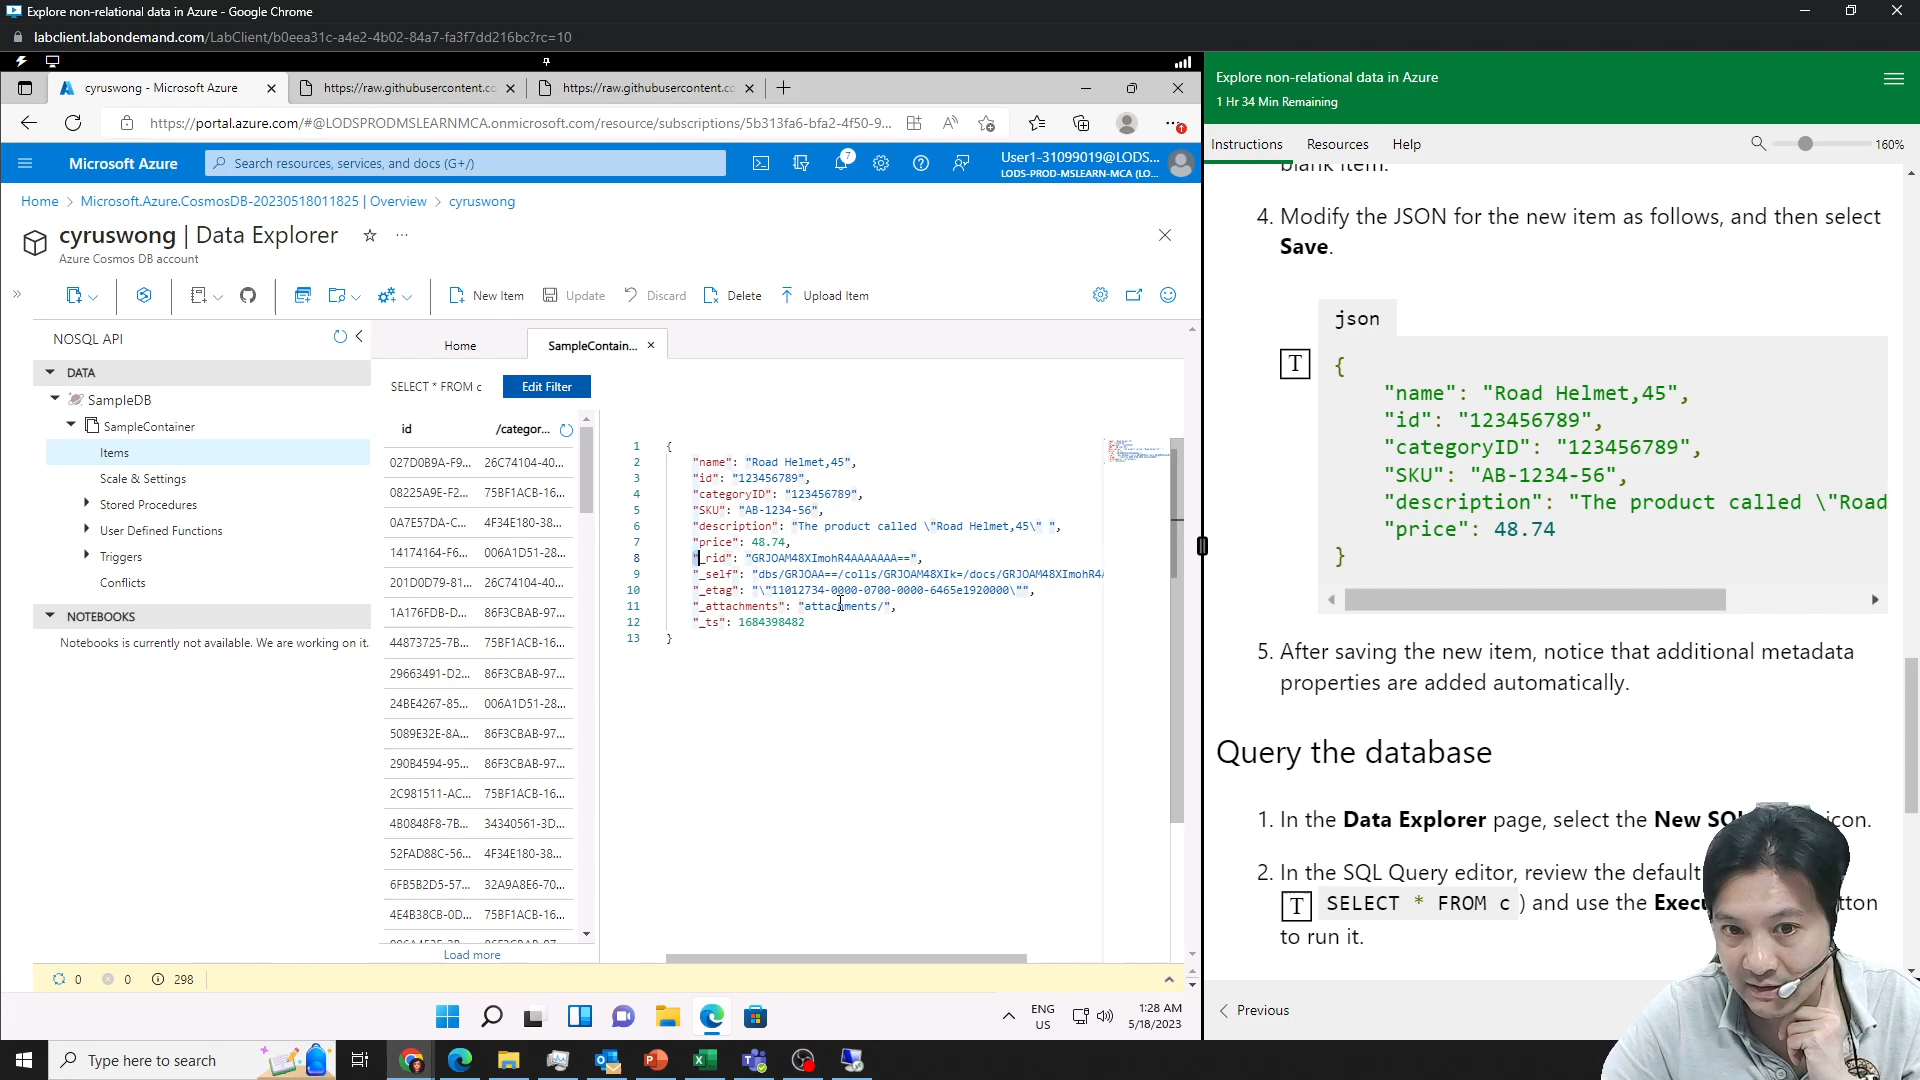 Explore non-relational data in Azure - Google Chrome
labclient.labondemand.com/LabClient/b0eea31c-a4e2-4b02-84a7-fa3f7dd216bc?rc=10
cyruswong - Microsoft Azure
https://raw.githubusercontent.cc
https://raw.githubusercontent.cc
https://portal.azure.com/#@LODSPRODMSLEARNMCA.onmicrosoft.com/resource/subscriptions/5b313fa6-bfa2-4f50-9...
Microsoft Azure
Search resources, services, and docs (G+/)
7
User1-31099019@LODS...
LODS-PROD-MSLEARN-MCA (LO...
Home > Microsoft.Azure.CosmosDB-20230518011825 | Overview > cyruswong
cyruswong | Data Explorer
Azure Cosmos DB account
New Item
Update
Discard
Delete
Upload Item
NOSQL API
DATA
SampleDB
SampleContainer
Items
Scale & Settings
Stored Procedures
User Defined Functions
Triggers
Conflicts
NOTEBOOKS
Notebooks is currently not available. We are working on it.
Home
SampleContain...
SELECT * FROM c
Edit Filter
id /categor...
027D0B9A-F9... 26C74104-40...
08225A9E-F2... 75BF1ACB-16...
0A7E57DA-C... 4F34E180-38...
14174164-F6... 006A1D51-28...
201D0D79-81... 26C74104-40...
1A176FDB-D... 86F3CBAB-97...
44873725-7B... 75BF1ACB-16...
29663491-D2... 86F3CBAB-97...
24BE4267-85... 006A1D51-28...
5089E32E-8A... 86F3CBAB-97...
290B4594-95... 86F3CBAB-97...
2C981511-AC... 75BF1ACB-16...
4B0848F8-7B... 34340561-3D...
52FAD88C-56... 4F34E180-38...
6FB5B2D5-57... 32A9A8E6-70...
4E4B38CB-0D... 75BF1ACB-16...
Load more
1 {
2 "name": "Road Helmet,45",
3 "id": "123456789",
4 "categoryID": "123456789",
5 "SKU": "AB-1234-56",
6 "description": "The product called \"Road Helmet,45\" ",
7 "price": 48.74,
8 "_rid": "GRJOAM48XImohR4AAAAAAA==",
9 "_self": "dbs/GRJOAA==/colls/GRJOAM48XIk=/docs/GRJOAM48XImohR4A
10 "_etag": "\"11012734-0000-0700-0000-6465e1920000\"",
11 "_attachments": "attachments/",
12 "_ts": 1684398482
13 }
0 0 298
ENG
US
1:28 AM
5/18/2023
Type here to search
Explore non-relational data in Azure
1 Hr 34 Min Remaining
Instructions Resources Help
160%
blank item.
4. Modify the JSON for the new item as follows, and then select
Save.
json
T
{
"name": "Road Helmet,45",
"id": "123456789",
"categoryID": "123456789",
"SKU": "AB-1234-56",
"description": "The product called \"Road
"price": 48.74
}
5. After saving the new item, notice that additional metadata
properties are added automatically.
Query the database
1. In the Data Explorer page, select the New SQL icon.
2. In the SQL Query editor, review the default
T SELECT * FROM c ) and use the Execu tton
to run it.
Previous